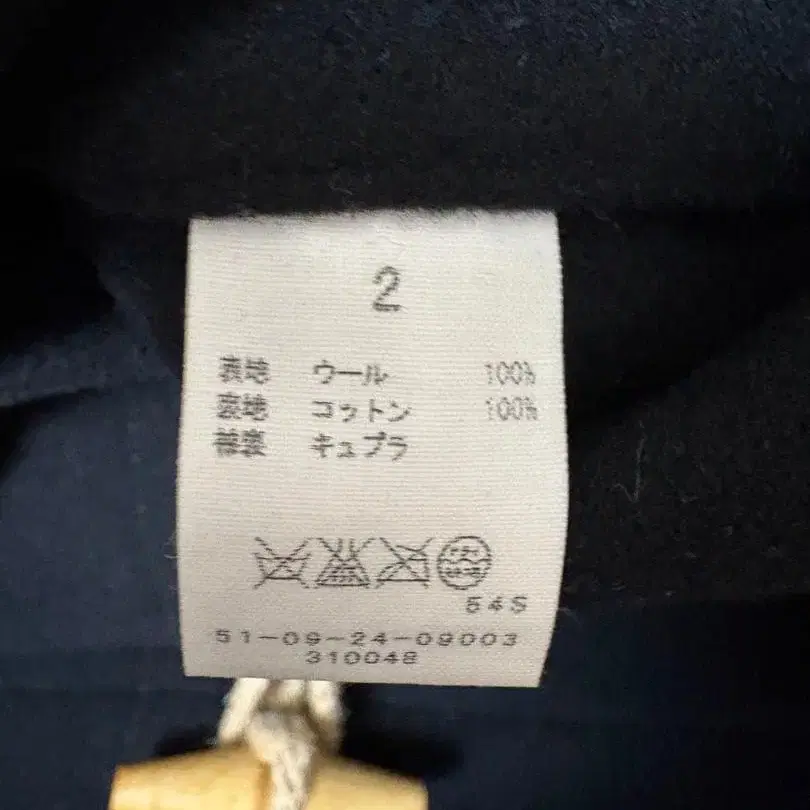 2
表地 ウール 100%
裏地 コットン 100%
袖裏 キュプラ
54S
51-09-24-09003
310048